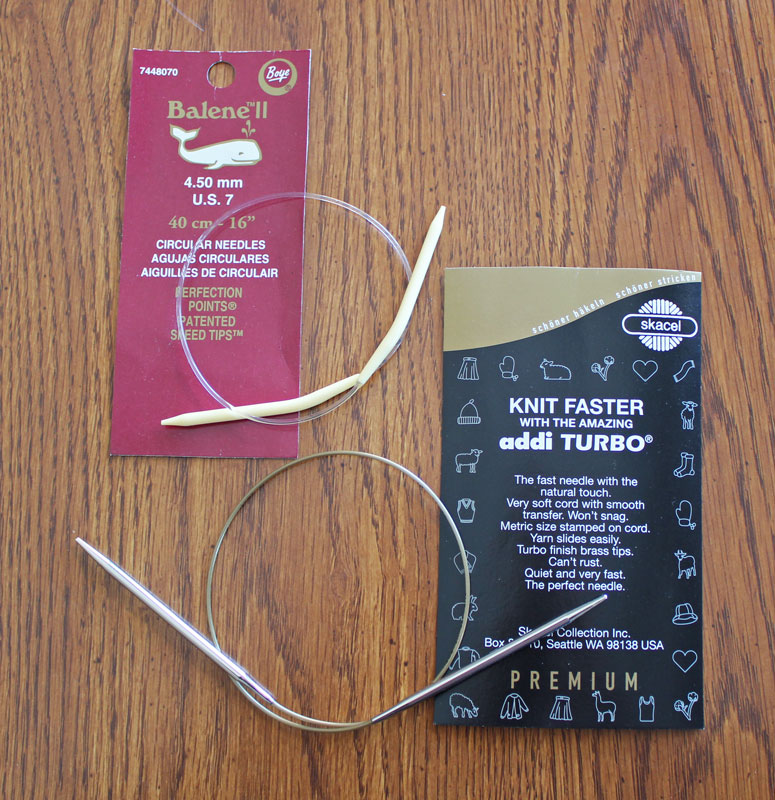 7448070
Boye
Balene™II
4.50 mm
U.S. 7
40 cm - 16"
CIRCULAR NEEDLES
AGUJAS CIRCULARES
AIGUILLES DE CIRCULAIR
PERFECTION
POINTS®
PATENTED
SPEED TIPS™
schöner häkeln schöner stricken
skacel
KNIT FASTER
WITH THE AMAZING
addi TURBO®
The fast needle with the
natural touch.
Very soft cord with smooth
transfer. Won't snag.
Metric size stamped on cord.
Yarn slides easily.
Turbo finish brass tips.
Can't rust.
Quiet and very fast.
The perfect needle.
Collection Inc.
Box Seattle WA 98138 USA
PREMIUM